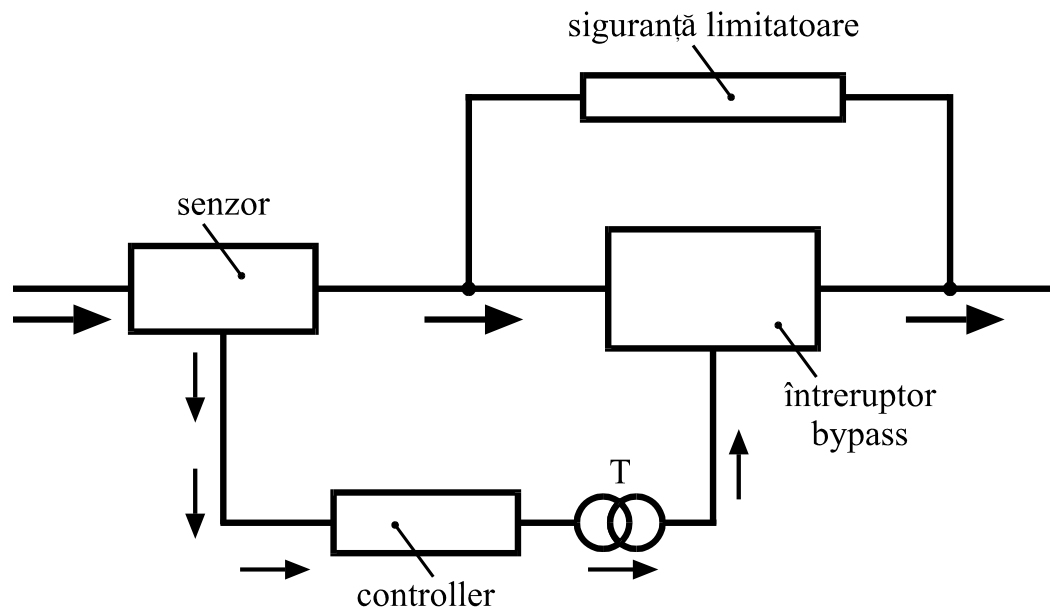 siguranță limitatoare
senzor
întreruptor
bypass
T
controller